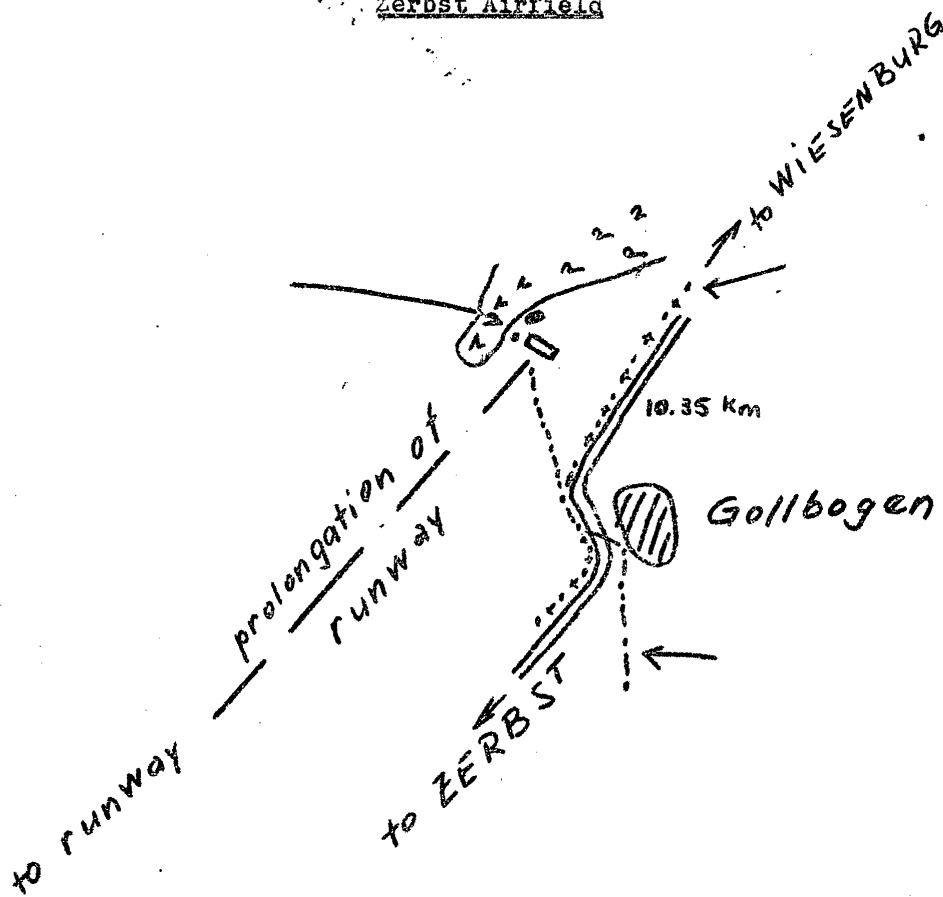 Zerbst Airfield
to WIESENBURG
10.35 km
Gollbogen
prolongation of
runway
to runway
to ZERBST